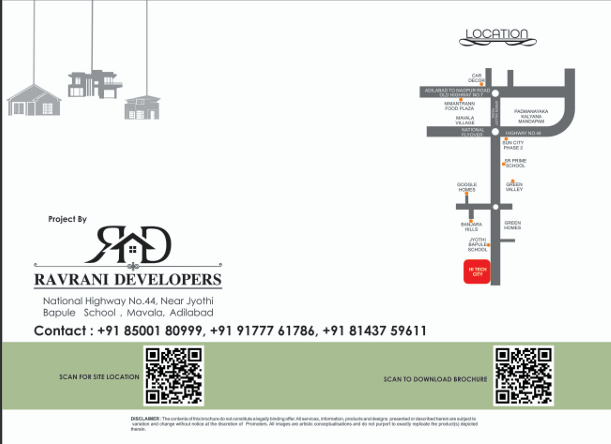 LOCATION
CAR
DECOR
ADILABAD TO NAGPUR ROAD
OLD HIGHWAY NO.7
MMANTRANM
FOOD PLAZA
MAVALA
VILLAGE
PADMANAYAKA
KALYANA
MANDAPAM
NATIONAL
FLYOVER
HIGHWAY NO.44
SUN CITY
PHASE 2
SR PRIME
SCHOOL
GOOGLE
HOMES
GREEN
VALLEY
BANJARA
HILLS
GREEN
HOMES
JYOTHI
BAPULE
SCHOOL
HI TECH
CITY
Project By
RD
RAVRANI DEVELOPERS
National Highway No.44, Near Jyothi
Bapule School , Mavala, Adilabad
Contact : +91 85001 80999, +91 91777 61786, +91 81437 59611
SCAN FOR SITE LOCATION
SCAN TO DOWNLOAD BROCHURE
DISCLAIMER : The contents of this brochure do not constitute a legally binding offer. All services, information, products and designs presented or described herein are subject to
variation and change without notice at the discretion of Promoters. All images are artistic conceptualisations and do not purport to exactly replicate the product(s) depicted
therein.